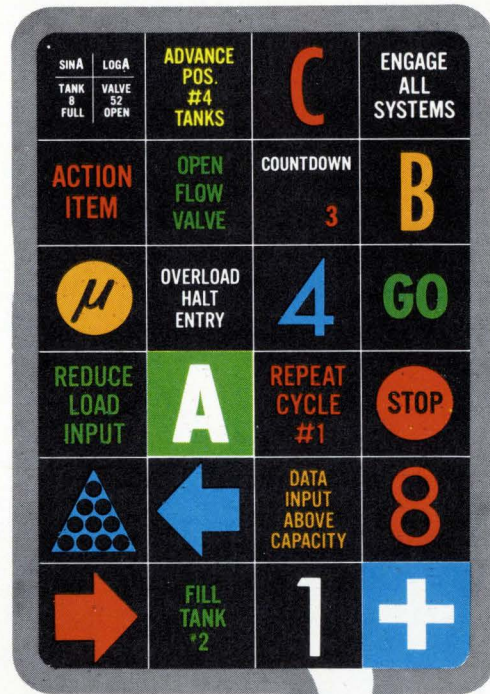 SINA LOGA
TANK VALVE
8 52
FULL OPEN
ADVANCE
POS.
#4
TANKS
C
ENGAGE
ALL
SYSTEMS
ACTION
ITEM
OPEN
FLOW
VALVE
COUNTDOWN
3
B
μ
OVERLOAD
HALT
ENTRY
4
GO
REDUCE
LOAD
INPUT
A
REPEAT
CYCLE
#1
STOP
DATA
INPUT
ABOVE
CAPACITY
8
FILL
TANK
*2
1
+